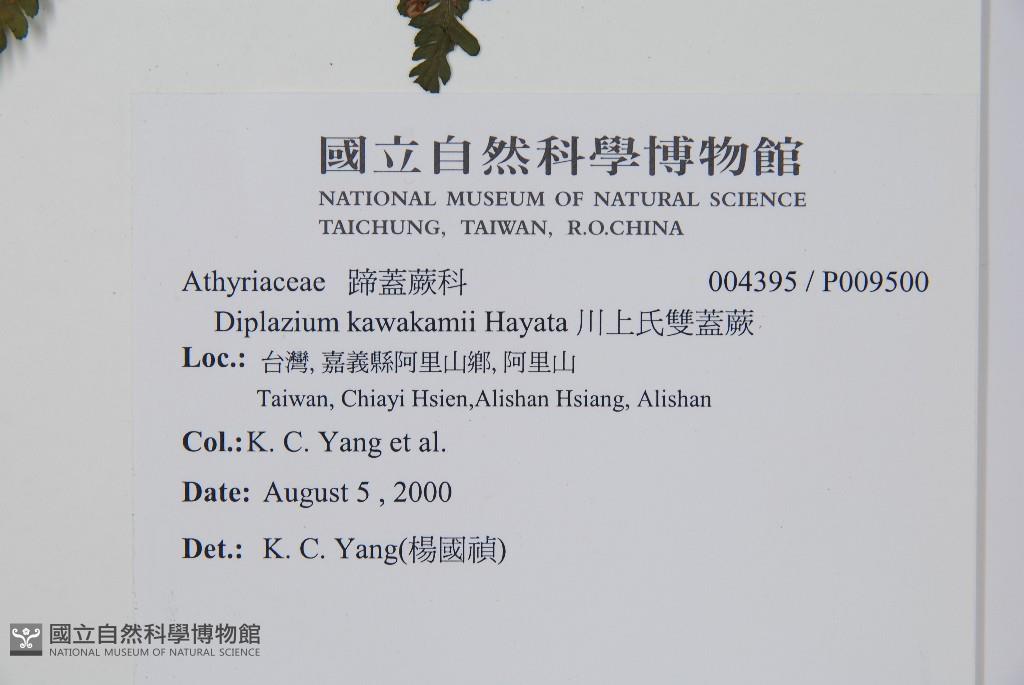 國立自然科學博物館
NATIONAL MUSEUM OF NATURAL SCIENCE
TAICHUNG, TAIWAN, R.O.CHINA
Athyriaceae 蹄蓋蕨科 004395 / P009500
Diplazium kawakamii Hayata 川上氏雙蓋蕨
Loc.: 台灣, 嘉義縣阿里山鄉, 阿里山
Taiwan, Chiayi Hsien,Alishan Hsiang, Alishan
Col.: K. C. Yang et al.
Date: August 5 , 2000
Det.: K. C. Yang(楊國禎)
國立自然科學博物館
NATIONAL MUSEUM OF NATURAL SCIENCE